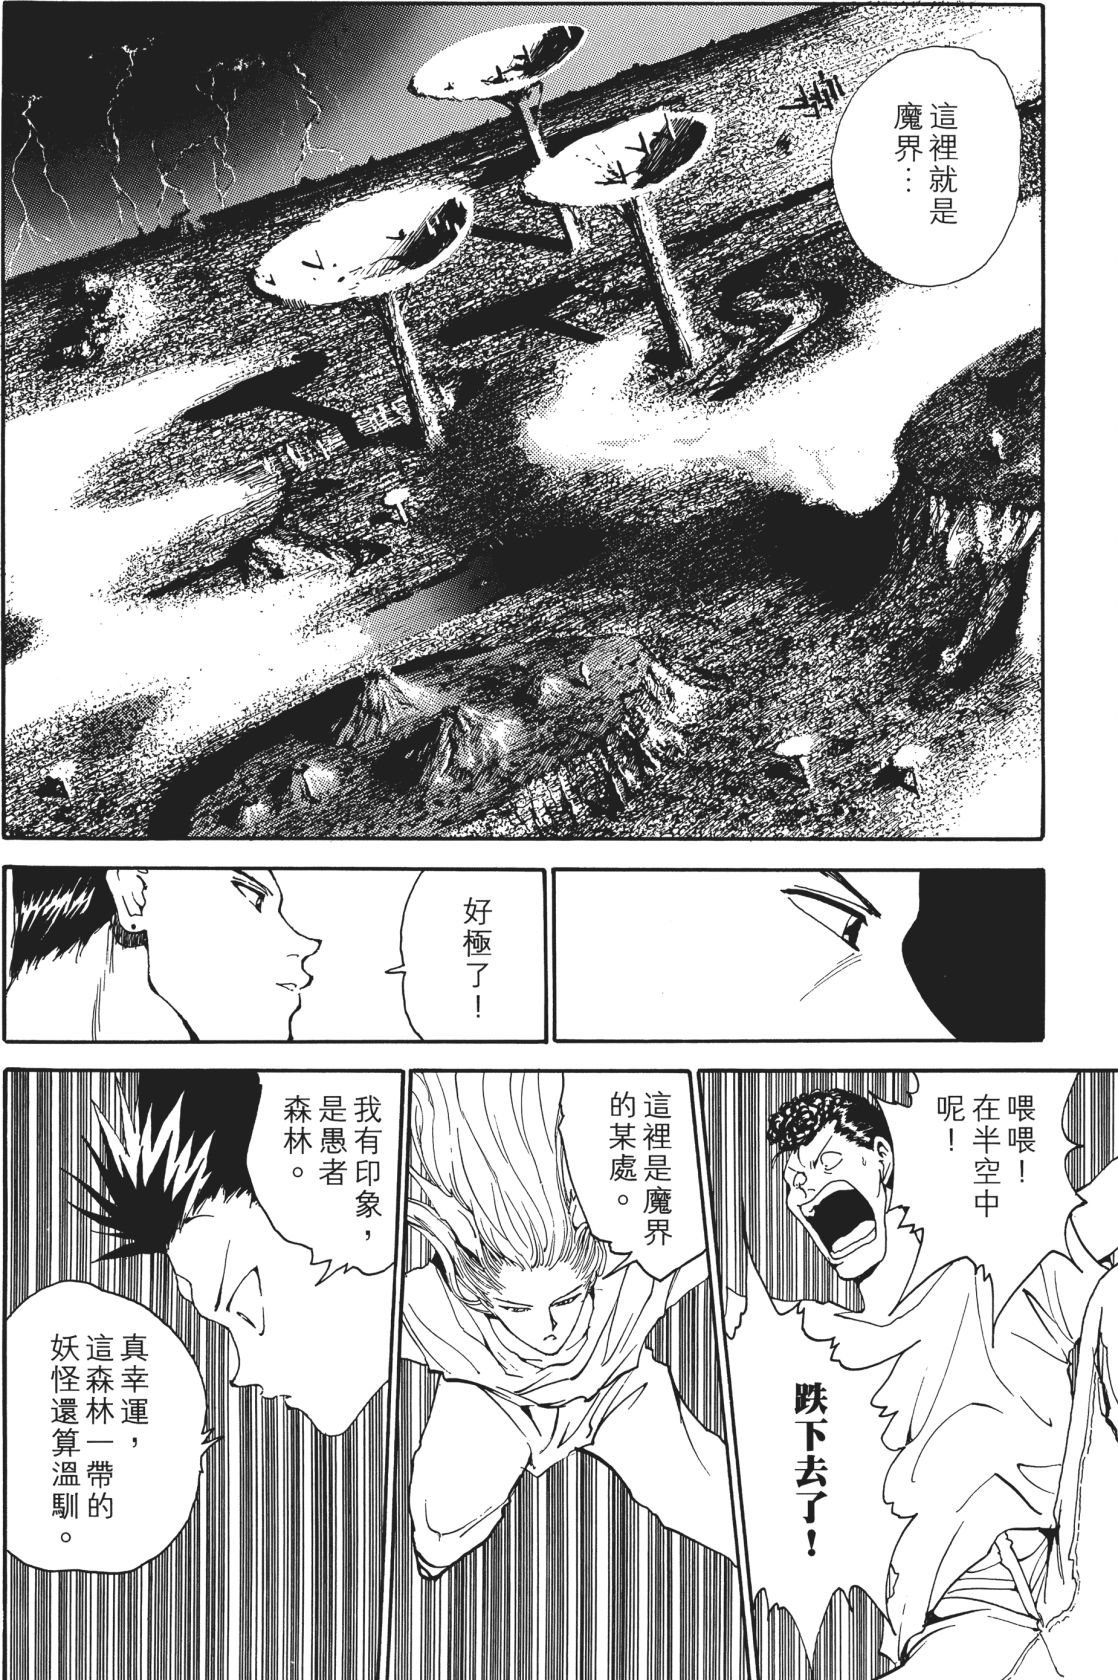 這裡就是
魔界…
好極了！
喂喂！
在半空中
呢！
跌下去了！
這裡是魔界
的某處。
我有印象，
是愚者
森林。
真幸運，
這森林一帶的
妖怪還算溫馴。